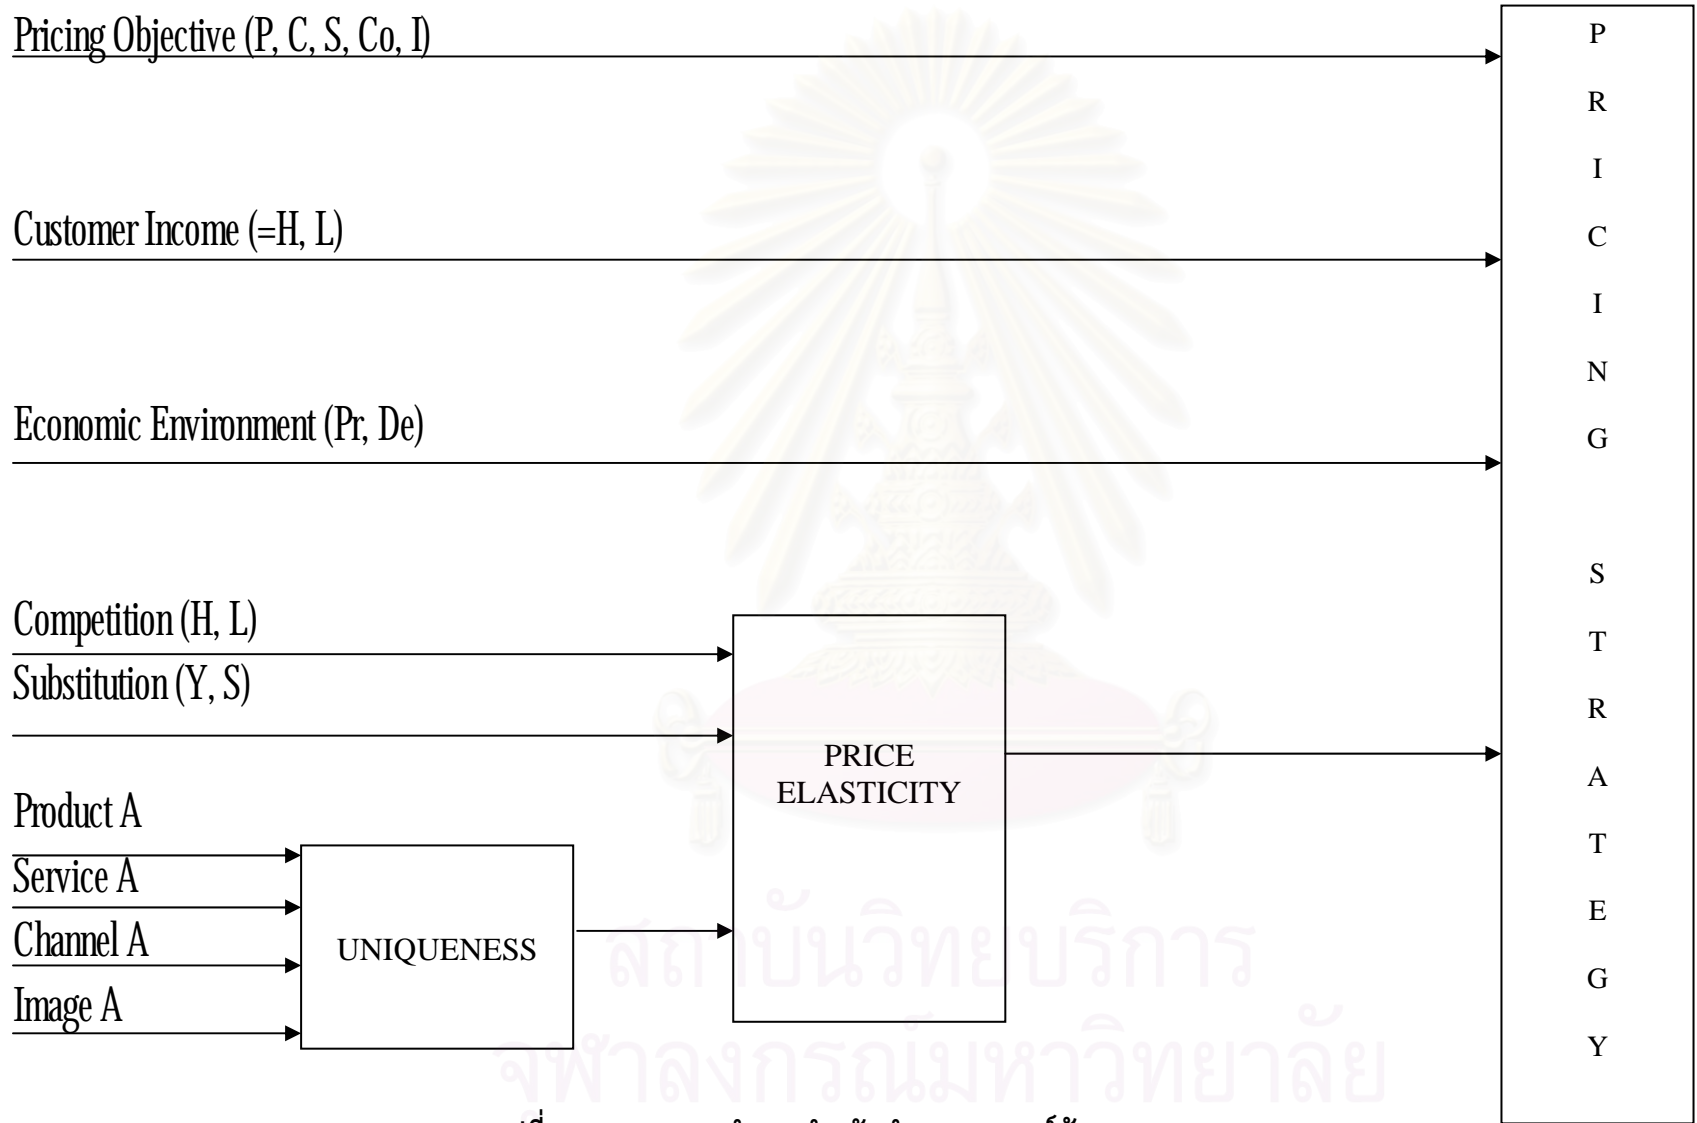 Pricing Objective (P, C, S, Co, I)
Customer Income (=H, L)
Economic Environment (Pr, De)
Competition (H, L)
Substitution (Y, S)
Product A
Service A
Channel A
Image A
UNIQUENESS
PRICE
ELASTICITY
P
R
I
C
I
N
G
S
T
R
A
T
E
G
Y
สถาบันวิทยบริการ
จุฬาลงกรณ์มหาวิทยาลัย